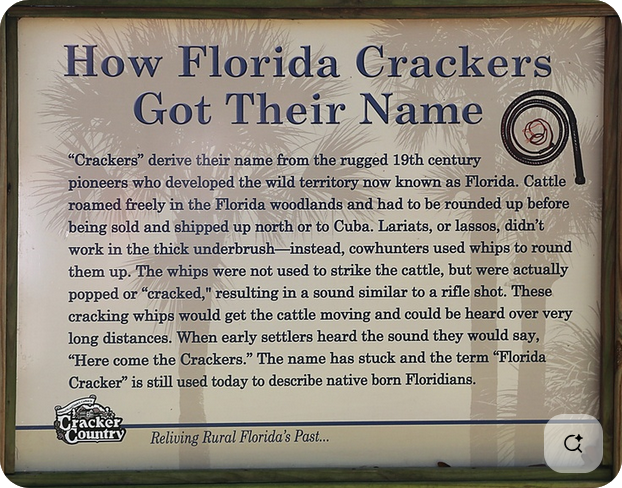 How Florida Crackers
Got Their Name
“Crackers” derive their name from the rugged 19th century
pioneers who developed the wild territory now known as Florida. Cattle
roamed freely in the Florida woodlands and had to be rounded up before
being sold and shipped up north or to Cuba. Lariats, or lassos, didn’t
work in the thick underbrush—instead, cowhunters used whips to round
them up. The whips were not used to strike the cattle, but were actually
popped or “cracked," resulting in a sound similar to a rifle shot. These
cracking whips would get the cattle moving and could be heard over very
long distances. When early settlers heard the sound they would say,
“Here come the Crackers.” The name has stuck and the term “Florida
Cracker” is still used today to describe native born Floridians.
Cracker
Country
Reliving Rural Florida’s Past...